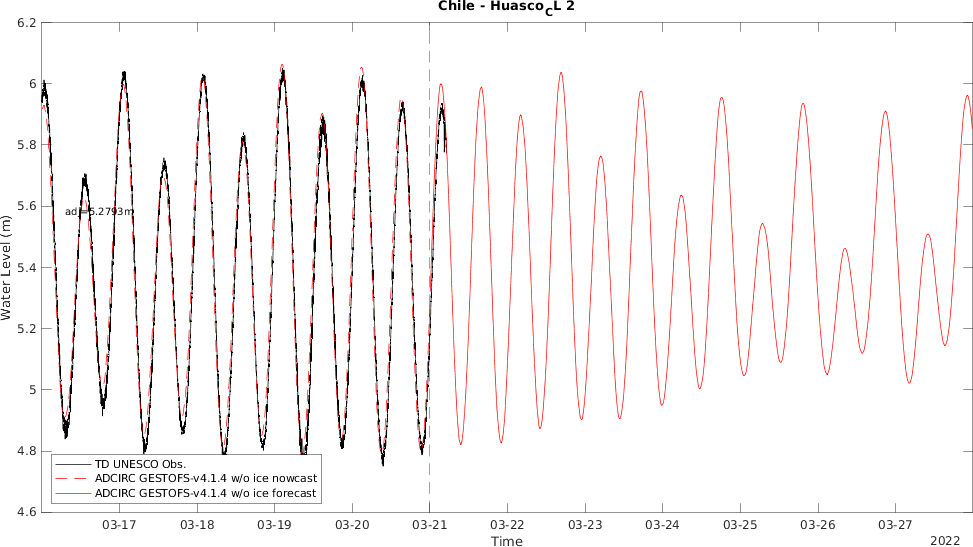 Chile - Huasco_CL 2
6.2
6
5.8
5.6
5.4
5.2
5
4.8
4.6
Water Level (m)
adj=5.2793m
TD UNESCO Obs.
ADCIRC GESTOFS-v4.1.4 w/o ice nowcast
ADCIRC GESTOFS-v4.1.4 w/o ice forecast
03-17 03-18 03-19 03-20 03-21 03-22 03-23 03-24 03-25 03-26 03-27
Time
2022